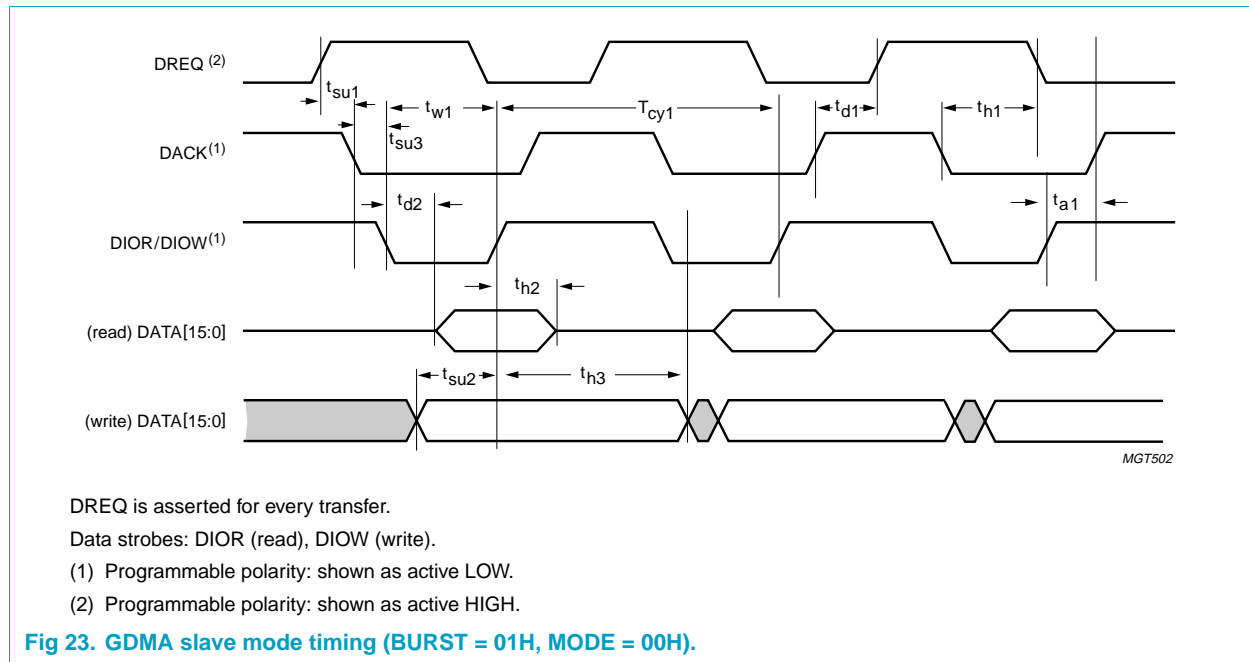 DREQ (2)
tsu1
tw1
Tcy1
td1
th1
DACK(1)
tsu3
td2
ta1
DIOR/DIOW(1)
th2
(read) DATA[15:0]
tsu2
th3
(write) DATA[15:0]
MGT502
DREQ is asserted for every transfer.
Data strobes: DIOR (read), DIOW (write).
(1) Programmable polarity: shown as active LOW.
(2) Programmable polarity: shown as active HIGH.
Fig 23. GDMA slave mode timing (BURST = 01H, MODE = 00H).